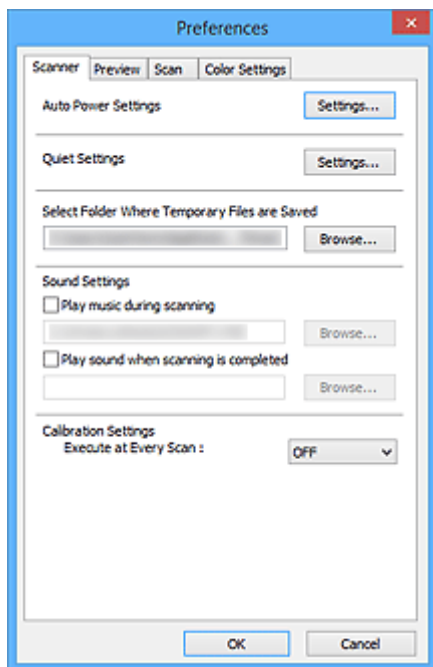 Preferences
Scanner Preview Scan Color Settings
Auto Power Settings Settings...
Quiet Settings Settings...
Select Folder Where Temporary Files are Saved
Browse...
Sound Settings
Play music during scanning
Browse...
Play sound when scanning is completed
Browse...
Calibration Settings
Execute at Every Scan : OFF
OK Cancel